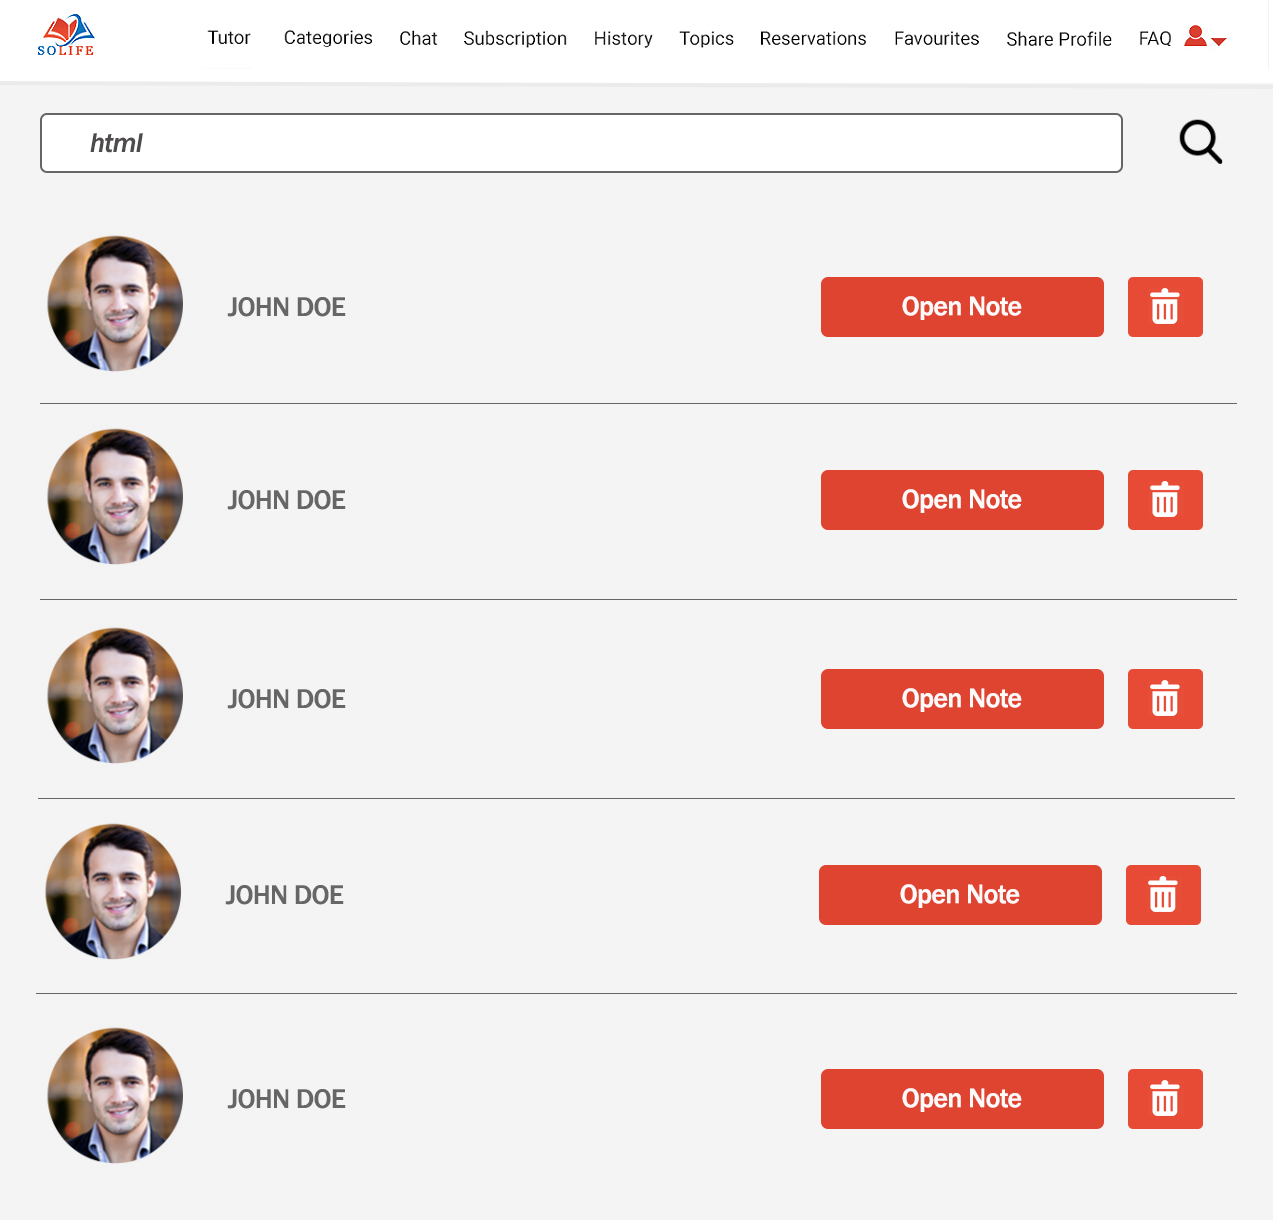 SOLIFE
Tutor Categories Chat Subscription History Topics Reservations Favourites Share Profile FAQ
html
JOHN DOE Open Note
JOHN DOE Open Note
JOHN DOE Open Note
JOHN DOE Open Note
JOHN DOE Open Note